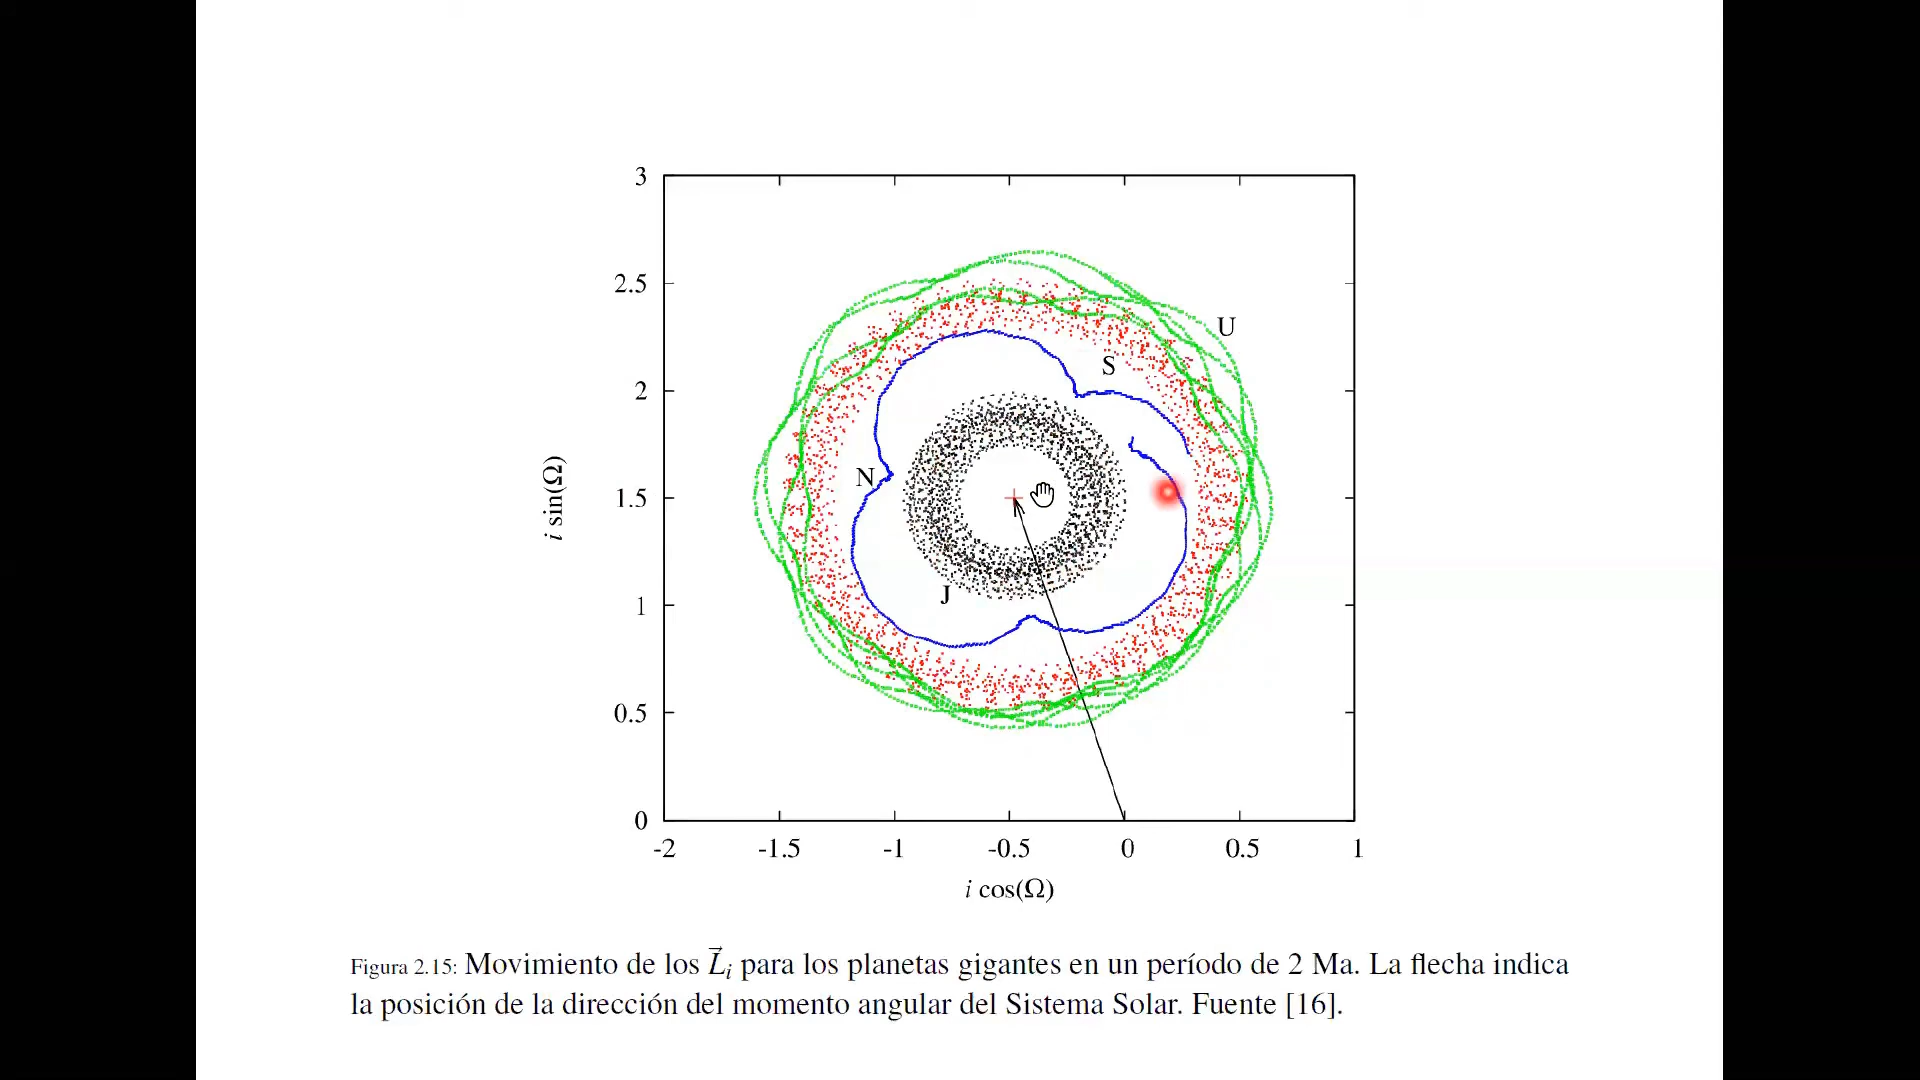 3
2.5
U
S
2
N
1.5
i sin(Ω)
J
1
0.5
0
-2 -1.5 -1 -0.5 0 0.5 1
i cos(Ω)
Figura 2.15: Movimiento de los L⃗ᵢ para los planetas gigantes en un período de 2 Ma. La flecha indica
la posición de la dirección del momento angular del Sistema Solar. Fuente [16].